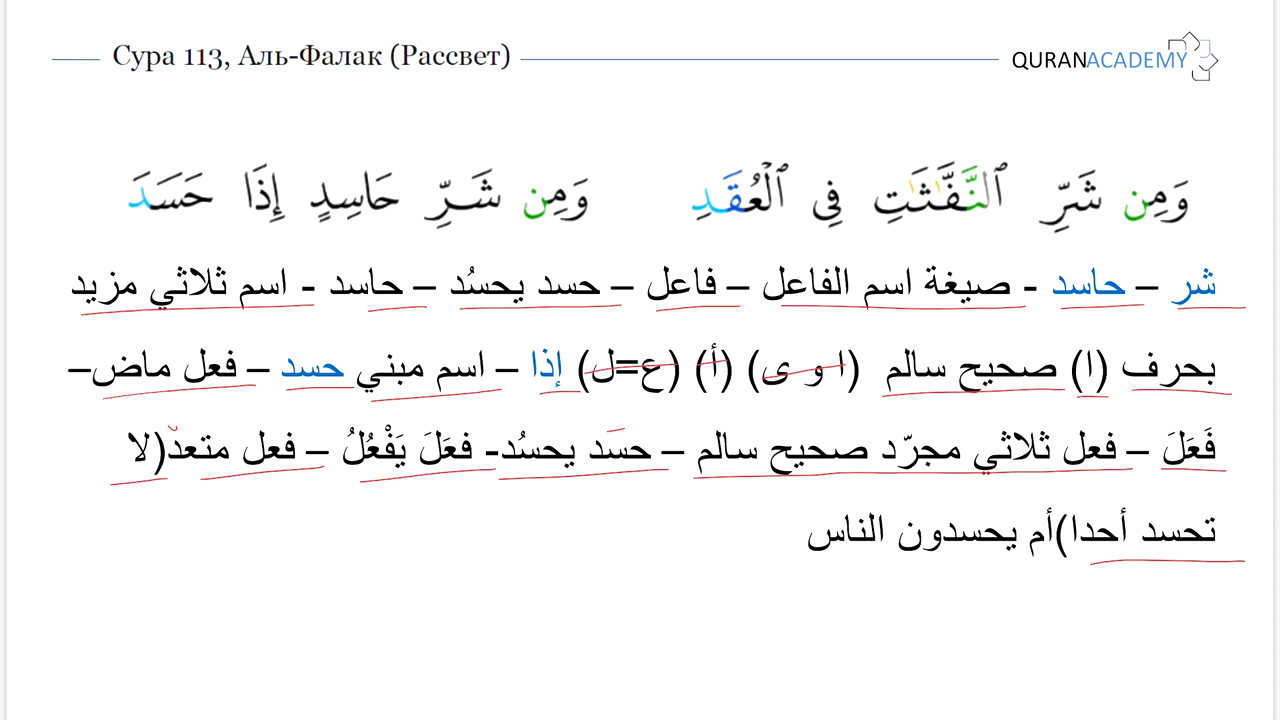 Сура 113, Аль-Фалак (Рассвет)
QURANACADEMY
وَمِن شَرِّ ٱلنَّفَّـٰثَـٰتِ فِى ٱلْعُقَدِ وَمِن شَرِّ حَاسِدٍ إِذَا حَسَدَ
شر – حاسد - صيغة اسم الفاعل – فاعل – حسد يحسُد – حاسد - اسم ثلاثي مزيد
بحرف (ا) صحيح سالم (ا و ى) (أ) (ع=ل) إذا – اسم مبني حسد – فعل ماض–
فَعَلَ – فعل ثلاثي مجرّد صحيح سالم – حسَد يحسُد- فعَلَ يَفْعُلُ – فعل متعد(لا
تحسد أحدا)أم يحسدون الناس